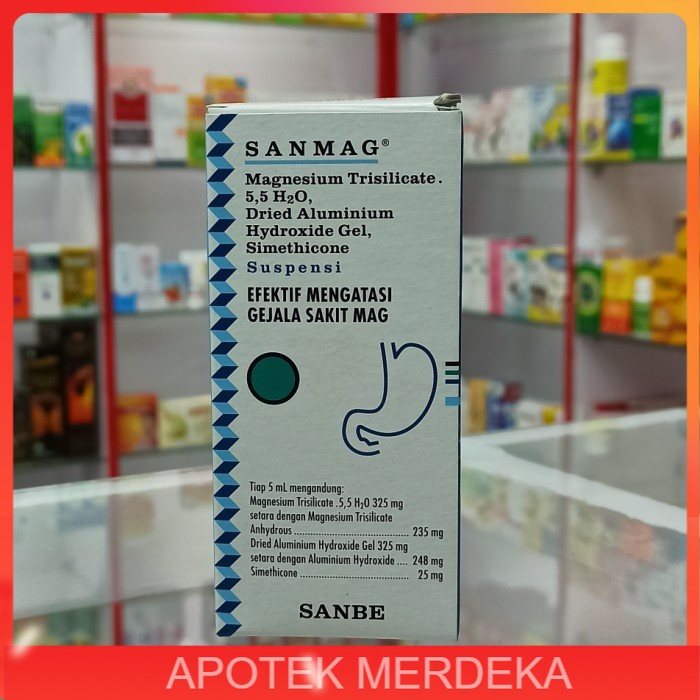 SANMAG®
Magnesium Trisilicate.
5,5 H₂O,
Dried Aluminium
Hydroxide Gel,
Simethicone
Suspensi
EFEKTIF MENGATASI
GEJALA SAKIT MAG
Tiap 5 mL mengandung:
Magnesium Trisilicate .5,5 H₂O 325 mg
setara dengan Magnesium Trisilicate
Anhydrous ........................................ 235 mg
Dried Aluminium Hydroxide Gel 325 mg
setara dengan Aluminium Hydroxide .... 248 mg
Simethicone ...................................... 25 mg
SANBE
APOTEK MERDEKA